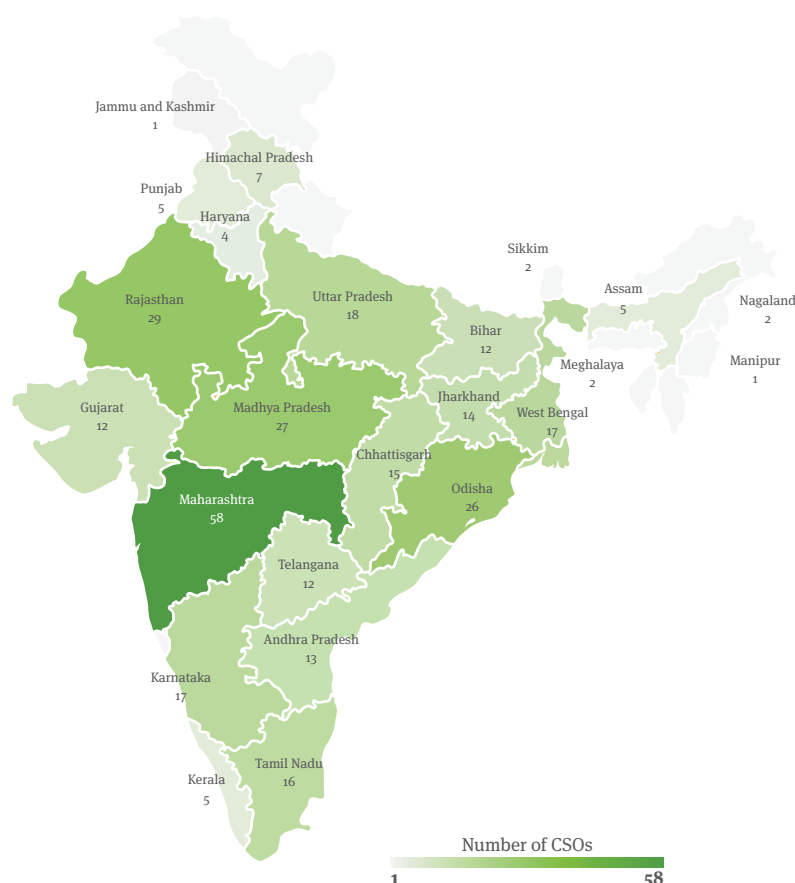 Jammu and Kashmir
1
Himachal Pradesh
7
Punjab
5
Haryana
4
Sikkim
2
Assam
5
Nagaland
2
Rajasthan
29
Uttar Pradesh
18
Bihar
12
Meghalaya
2
Manipur
1
Gujarat
12
Madhya Pradesh
27
Jharkhand
14
West Bengal
17
Chhattisgarh
15
Maharashtra
58
Odisha
26
Telangana
12
Andhra Pradesh
13
Karnataka
17
Tamil Nadu
16
Kerala
5
Number of CSOs
1
58